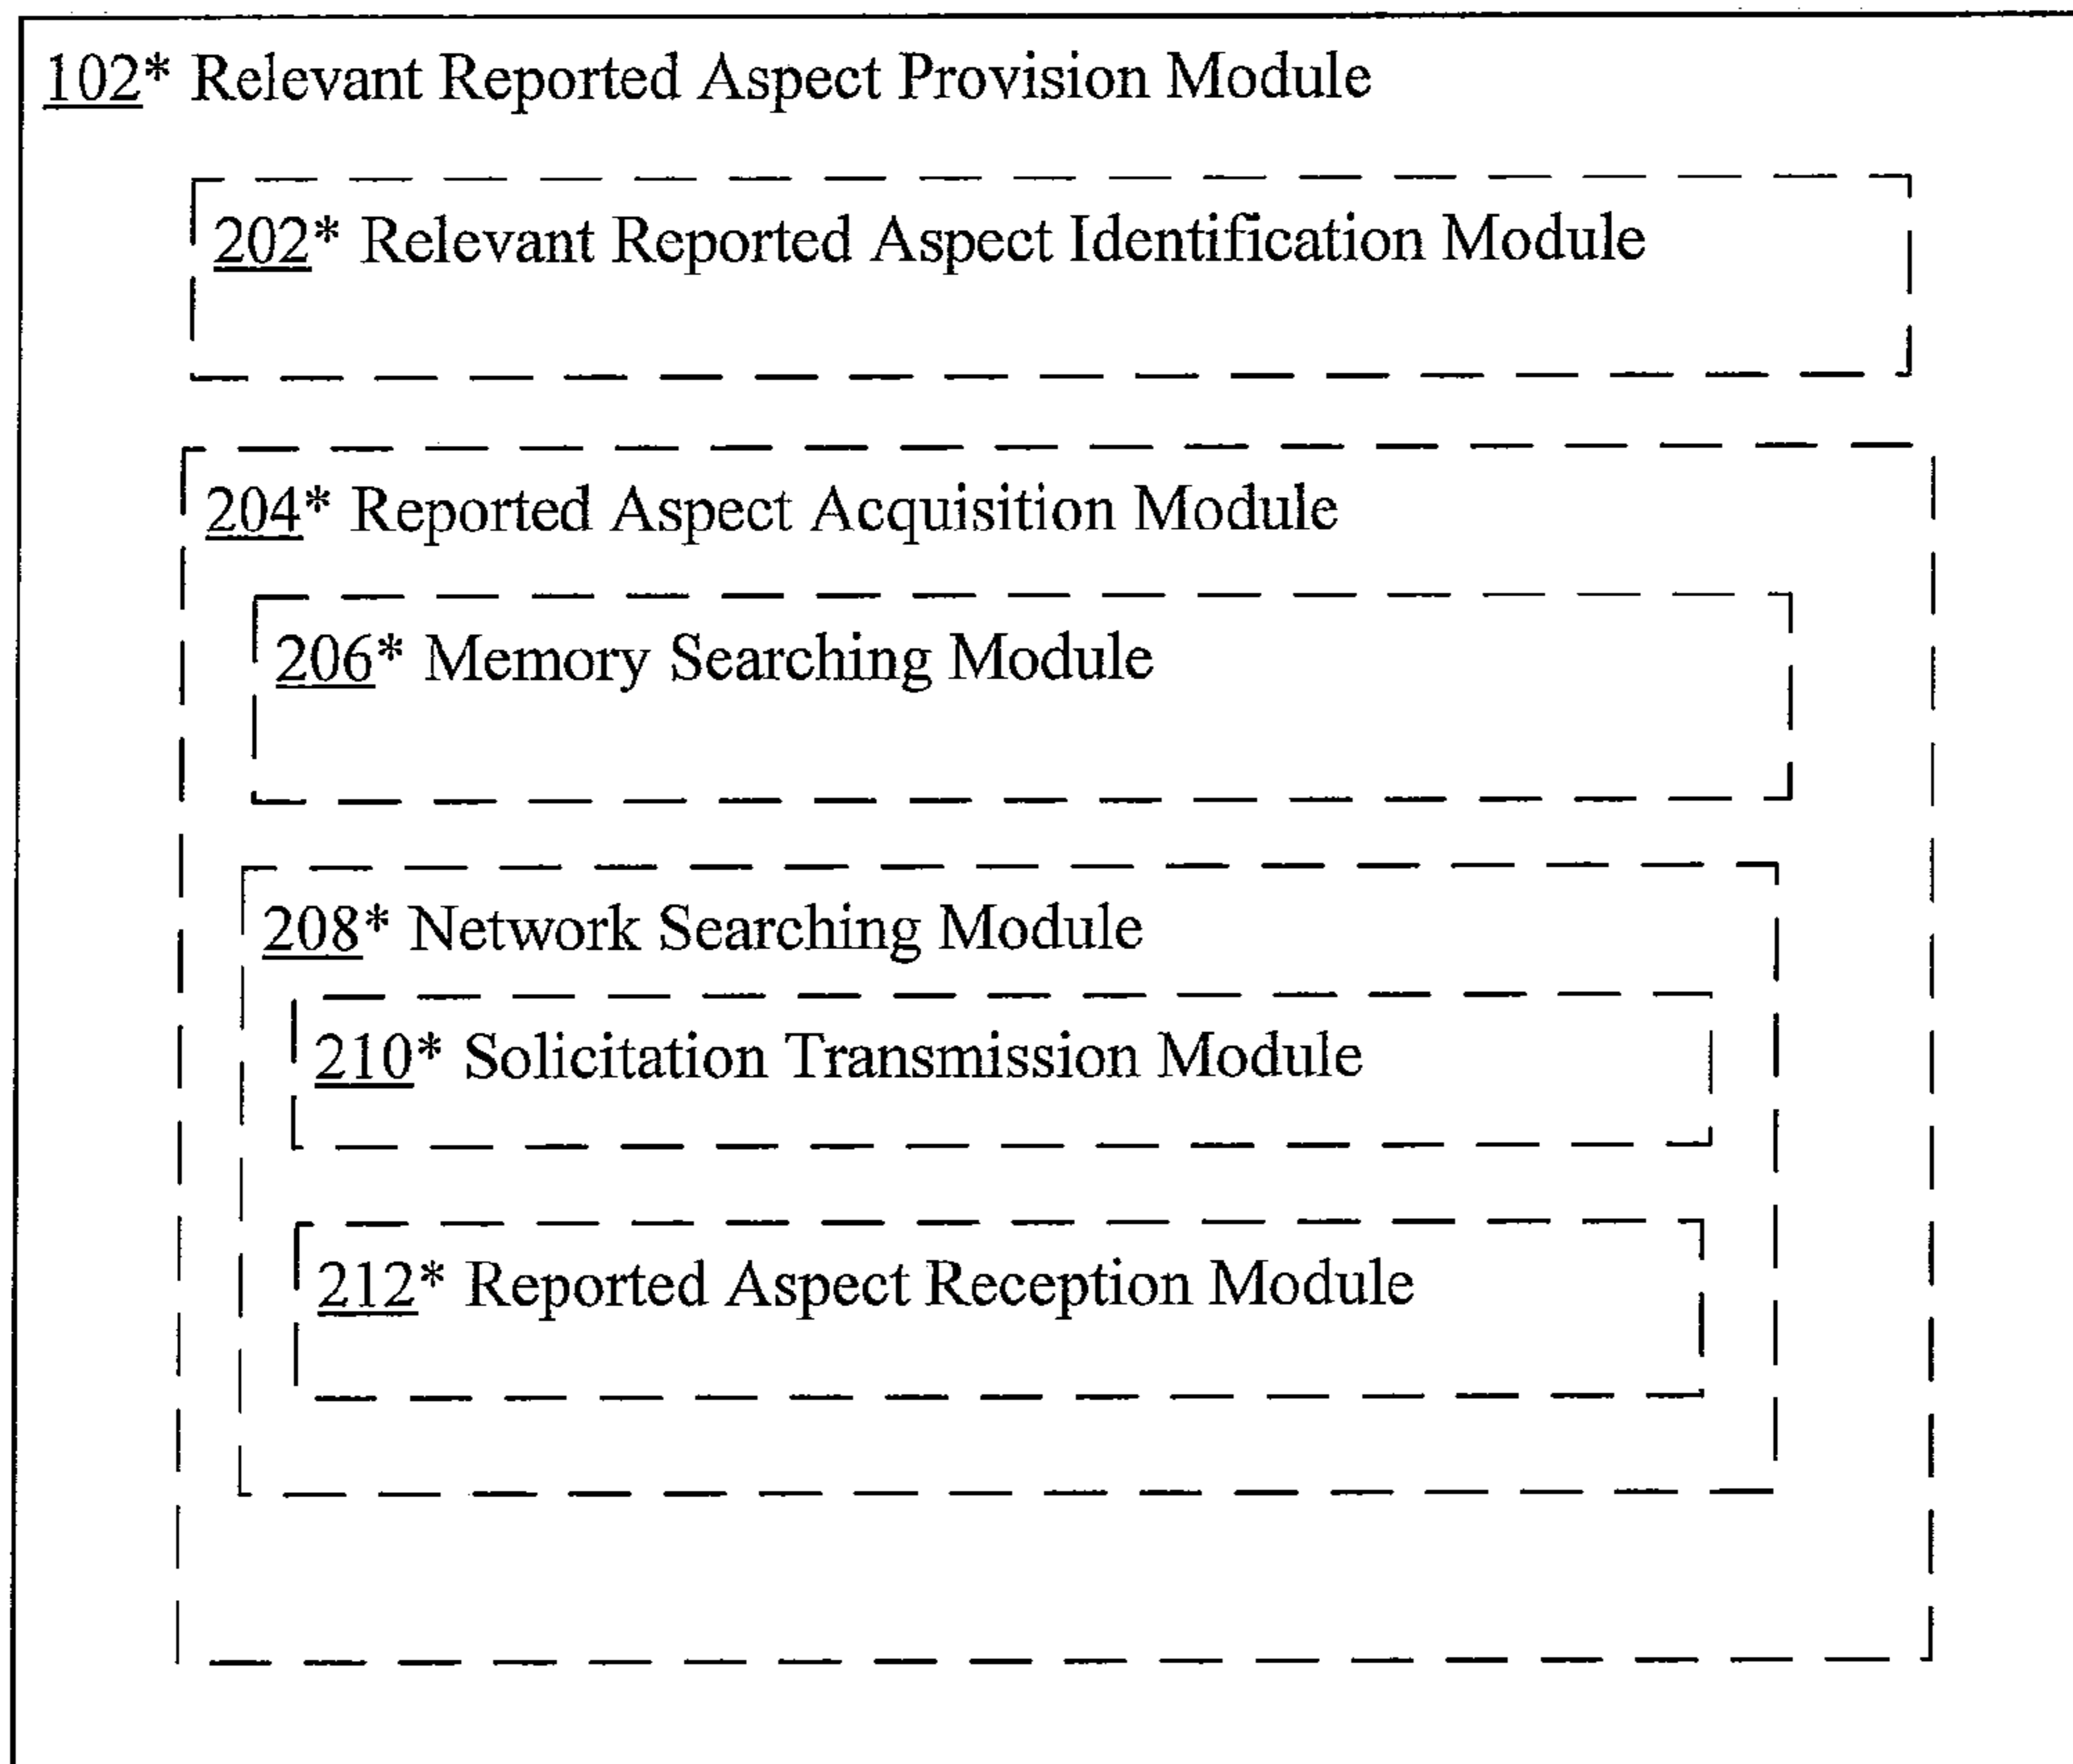 102* Relevant Reported Aspect Provision Module
202* Relevant Reported Aspect Identification Module
204* Reported Aspect Acquisition Module
206* Memory Searching Module
208* Network Searching Module
210* Solicitation Transmission Module
212* Reported Aspect Reception Module